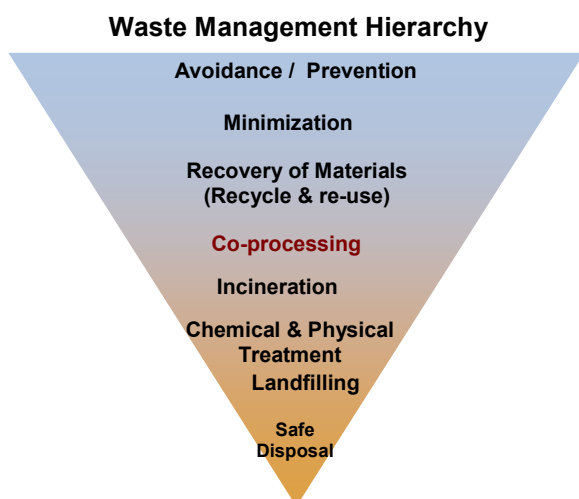 Waste Management Hierarchy
Avoidance / Prevention
Minimization
Recovery of Materials
(Recycle & re-use)
Co-processing
Incineration
Chemical & Physical
Treatment
Landfilling
Safe
Disposal